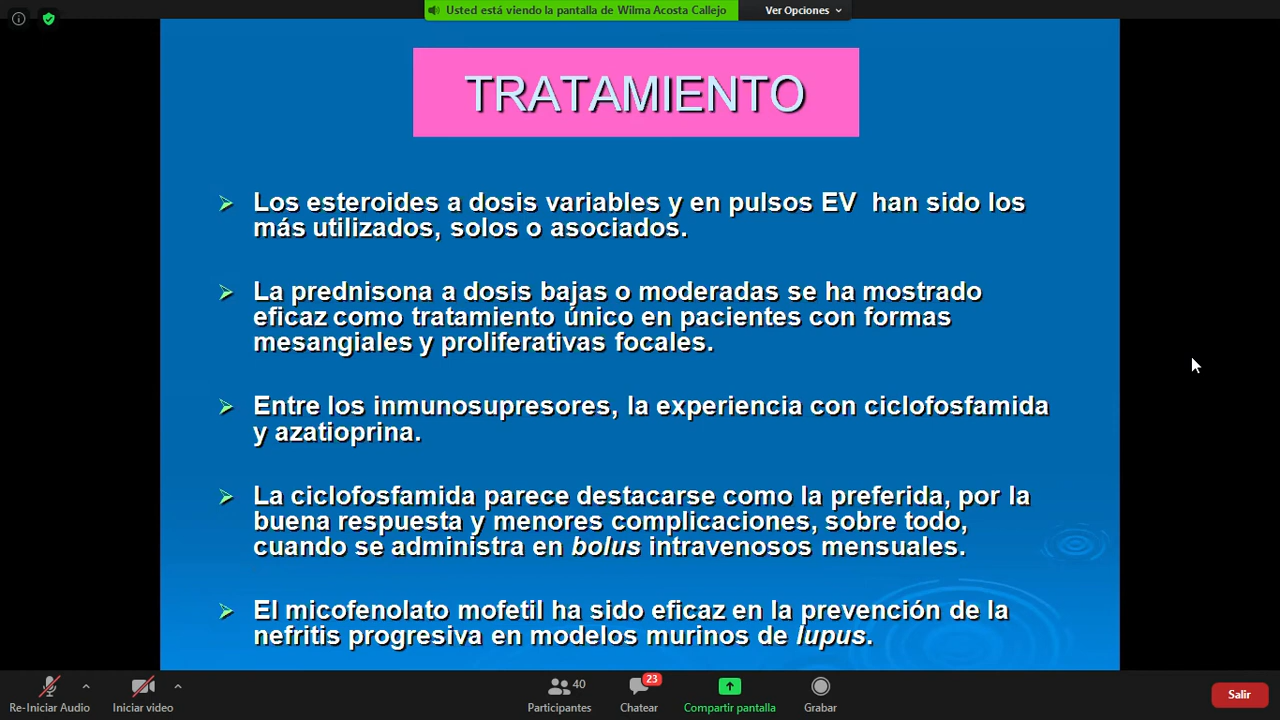 Usted está viendo la pantalla de Wilma Acosta Callejo
Ver Opciones
TRATAMIENTO
Los esteroides a dosis variables y en pulsos EV han sido los
más utilizados, solos o asociados.
La prednisona a dosis bajas o moderadas se ha mostrado
eficaz como tratamiento único en pacientes con formas
mesangiales y proliferativas focales.
Entre los inmunosupresores, la experiencia con ciclofosfamida
y azatioprina.
La ciclofosfamida parece destacarse como la preferida, por la
buena respuesta y menores complicaciones, sobre todo,
cuando se administra en bolus intravenosos mensuales.
El micofenolato mofetil ha sido eficaz en la prevención de la
nefritis progresiva en modelos murinos de lupus.
Re-Iniciar Audio
Iniciar video
40
Participantes
23
Chatear
Compartir pantalla
Grabar
Salir